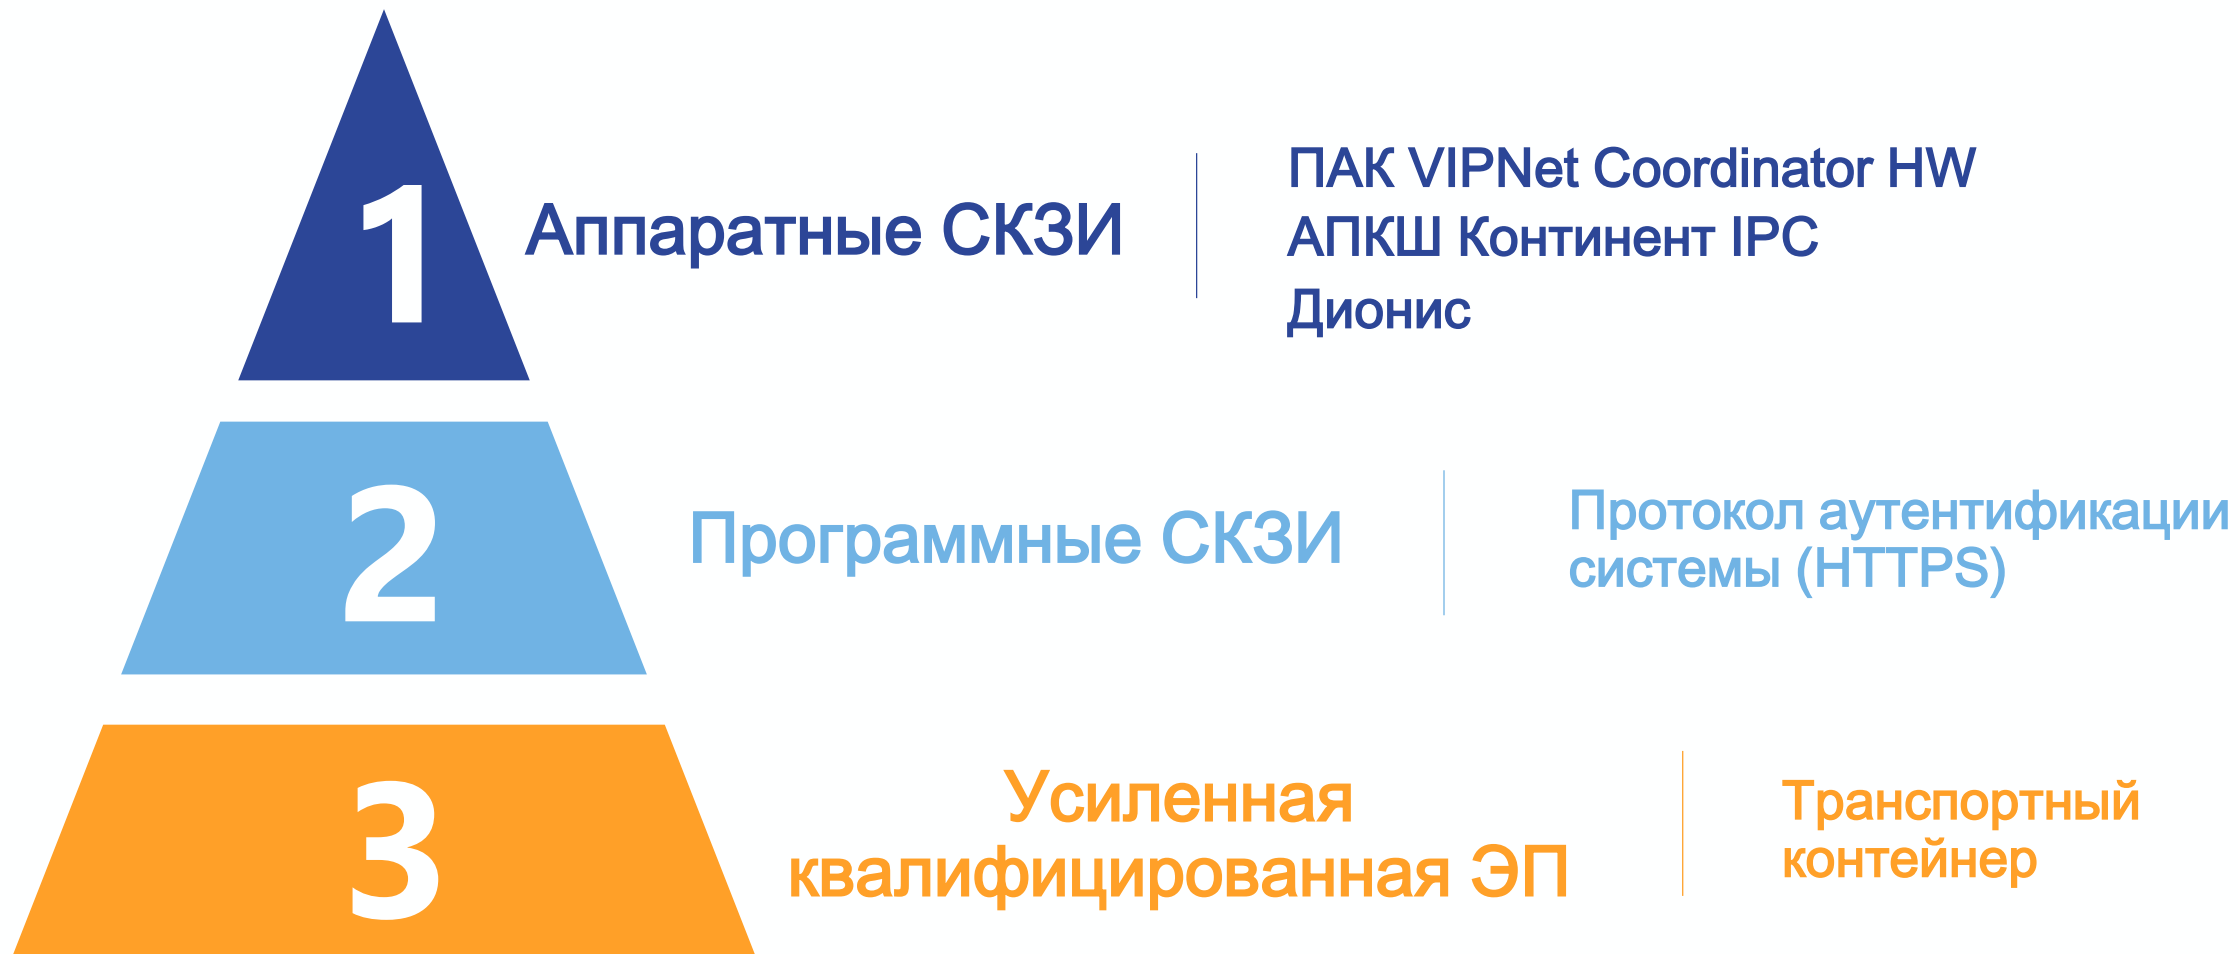 1
Аппаратные СКЗИ
ПАК VIPNet Coordinator HW
АПКШ Континент IPC
Дионис
2
Программные СКЗИ
Протокол аутентификации
системы (HTTPS)
3
Усиленная
квалифицированная ЭП
Транспортный
контейнер